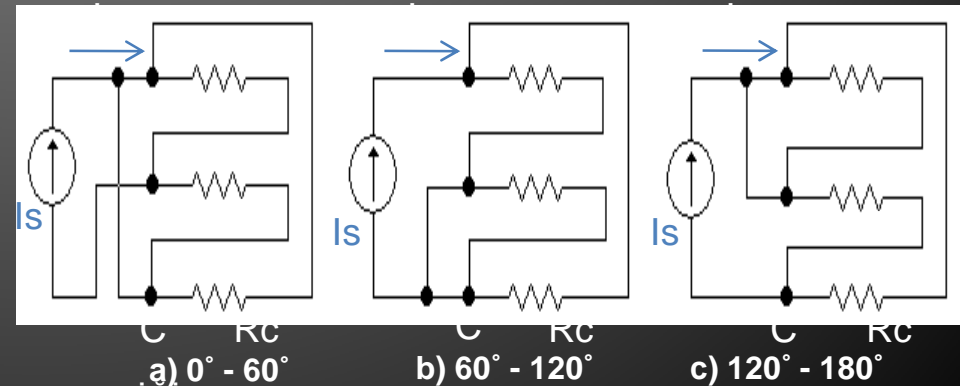 Is Is Is
C Rc C Rc C Rc
a) 0˚ - 60˚ b) 60˚ - 120˚ c) 120˚ - 180˚